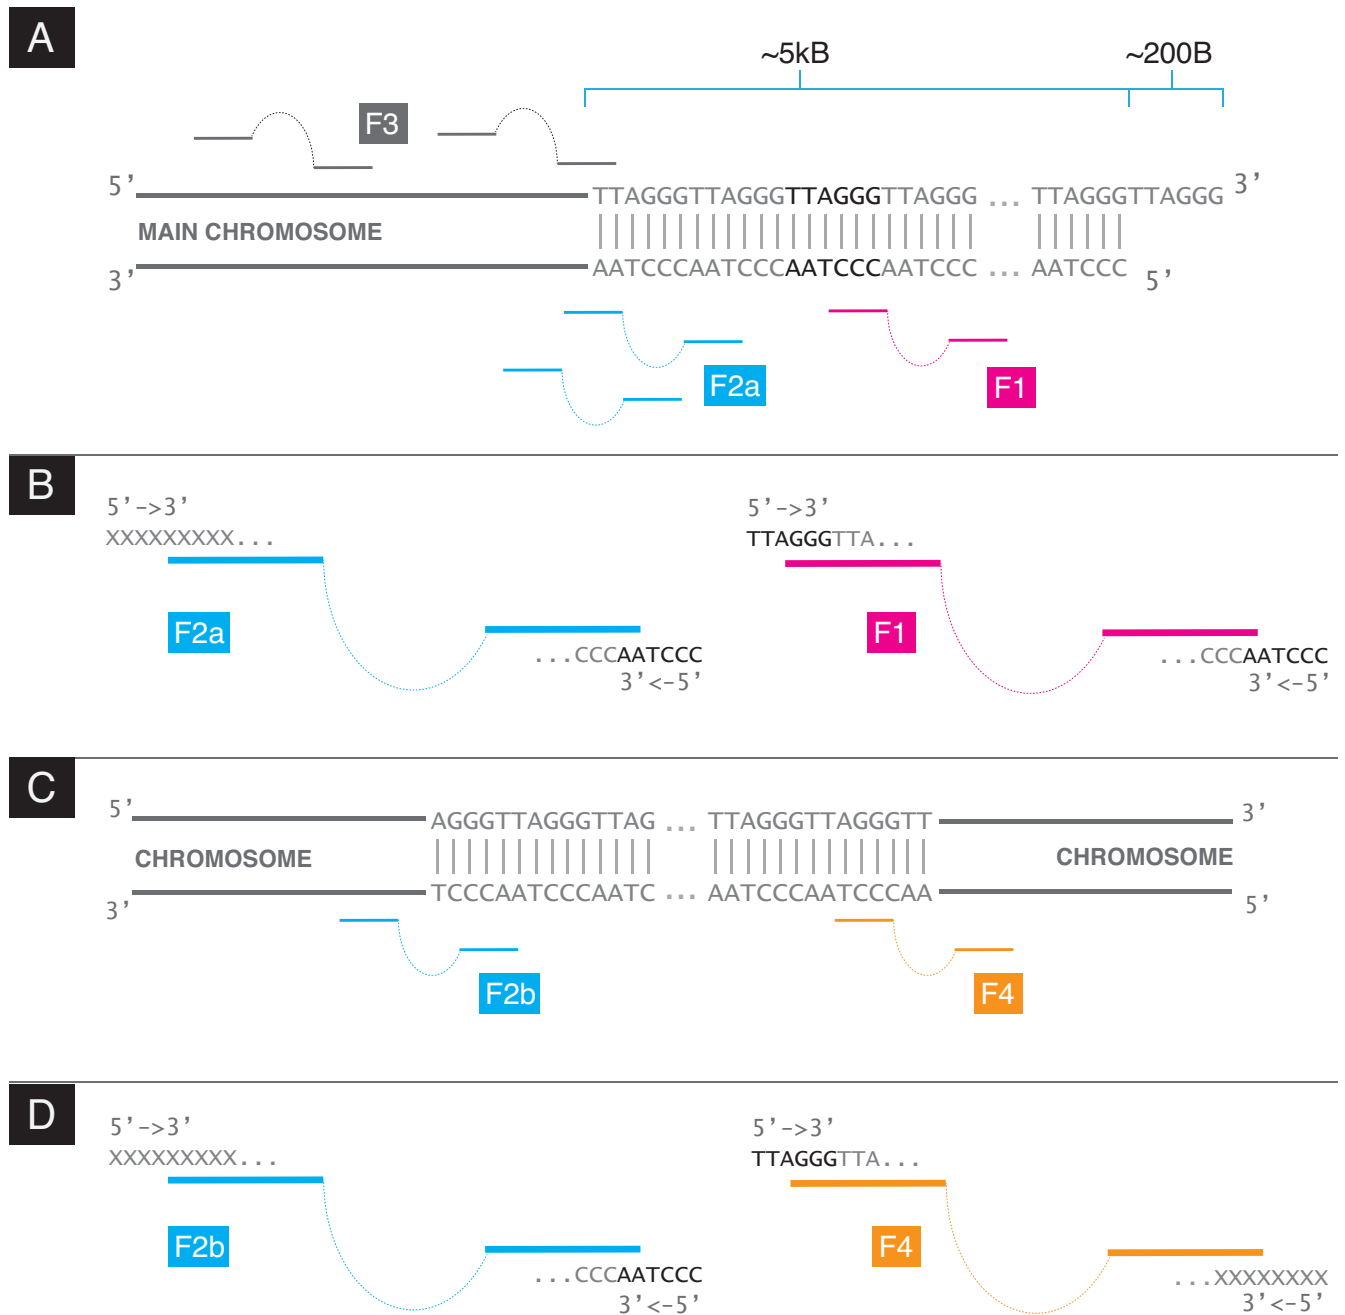 A
~5kB ~200B
F3
5’ TTAGGGTTAGGGTTAGGGTTAGGG ... TTAGGGTTAGGG 3’
MAIN CHROMOSOME
3’ AATCCCAATCCCAATCCCAATCCC ... AATCCC 5’
F2a F1
B
5’->3’ 5’->3’
XXXXXXXXX... TTAGGGTTA...
F2a F1
...CCCAATCCC ...CCCAATCCC
3’<-5’ 3’<-5’
C
5’ AGGGTTAGGGTTAG ... TTAGGGTTAGGGTT 3’
CHROMOSOME CHROMOSOME
3’ TCCCAATCCCAATC ... AATCCCAATCCCAA 5’
F2b F4
D
5’->3’ 5’->3’
XXXXXXXXX... TTAGGGTTA...
F2b F4
...CCCAATCCC ...XXXXXXXX
3’<-5’ 3’<-5’